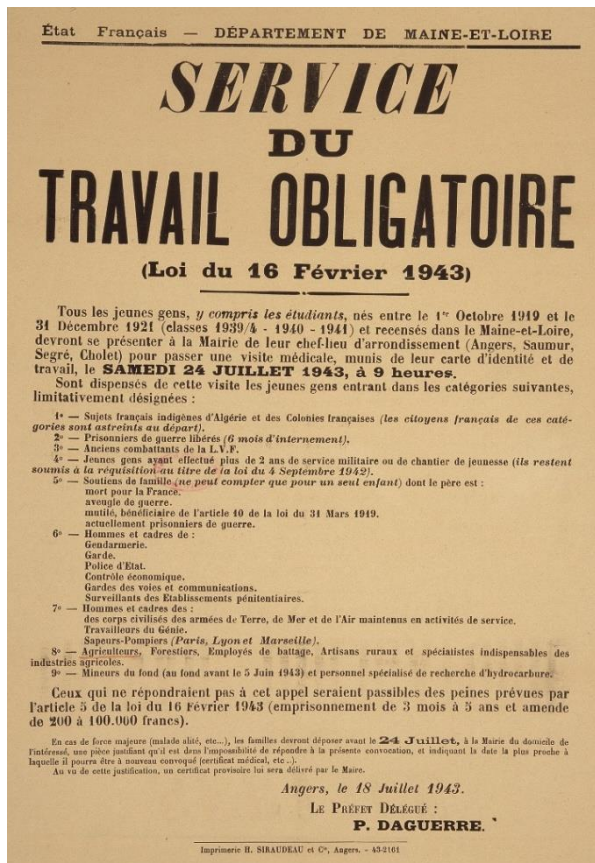 État Français — DÉPARTEMENT DE MAINE-ET-LOIRE
SERVICE
DU
TRAVAIL OBLIGATOIRE
(Loi du 16 Février 1943)
Tous les jeunes gens, y compris les étudiants, nés entre le 1er Octobre 1919 et le
31 Décembre 1921 (classes 1939/4 - 1940 - 1941) et recensés dans le Maine-et-Loire,
devront se présenter à la Mairie de leur chef-lieu d'arrondissement (Angers, Saumur,
Segré, Cholet) pour passer une visite médicale, munis de leur carte d'identité et de
travail, le SAMEDI 24 JUILLET 1943, à 9 heures.
Sont dispensés de cette visite les jeunes gens entrant dans les catégories suivantes,
limitativement désignées :
1° — Sujets français indigènes d'Algérie et des Colonies françaises (les citoyens français de ces caté-
gories sont astreints au départ).
2° — Prisonniers de guerre libérés (6 mois d'internement).
3° — Anciens combattants de la L.V.F.
4° — Jeunes gens ayant effectué plus de 2 ans de service militaire ou de chantier de jeunesse (ils restent
soumis à la réquisition au titre de la loi du 4 Septembre 1942).
5° — Soutiens de famille (ne peut compter que pour un seul enfant) dont le père est :
mort pour la France.
aveugle de guerre.
mutilé, bénéficiaire de l'article 10 de la loi du 31 Mars 1919.
actuellement prisonniers de guerre.
6° — Hommes et cadres de :
Gendarmerie.
Garde.
Police d'Etat.
Contrôle économique.
Gardes des voies et communications.
Surveillants des Etablissements pénitentiaires.
7° — Hommes et cadres des :
des corps civilisés des armées de Terre, de Mer et de l'Air maintenus en activités de service.
Travailleurs du Génie.
Sapeurs-Pompiers (Paris, Lyon et Marseille).
8° — Agriculteurs, Forestiers, Employés de battage, Artisans ruraux et spécialistes indispensables des
industries agricoles.
9° — Mineurs du fond (au fond avant le 5 Juin 1943) et personnel spécialisé de recherche d'hydrocarbure.
Ceux qui ne répondraient pas à cet appel seraient passibles des peines prévues par
l'article 5 de la loi du 16 Février 1943 (emprisonnement de 3 mois à 5 ans et amende
de 200 à 100.000 francs).
En cas de force majeure (malade alité, etc...), les familles devront déposer avant le 24 Juillet, à la Mairie du domicile de
l'intéressé, une pièce justifiant qu'il est dans l'impossibilité de répondre à la présente convocation, et indiquant la date la plus proche à
laquelle il pourra être à nouveau convoqué (certificat médical, etc ..).
Au vu de cette justification, un certificat provisoire lui sera délivré par le Maire.
Angers, le 18 Juillet 1943.
LE PRÉFET DÉLÉGUÉ :
P. DAGUERRE.
Imprimerie H. SIRAUDEAU et Cie, Angers. - 43-2161